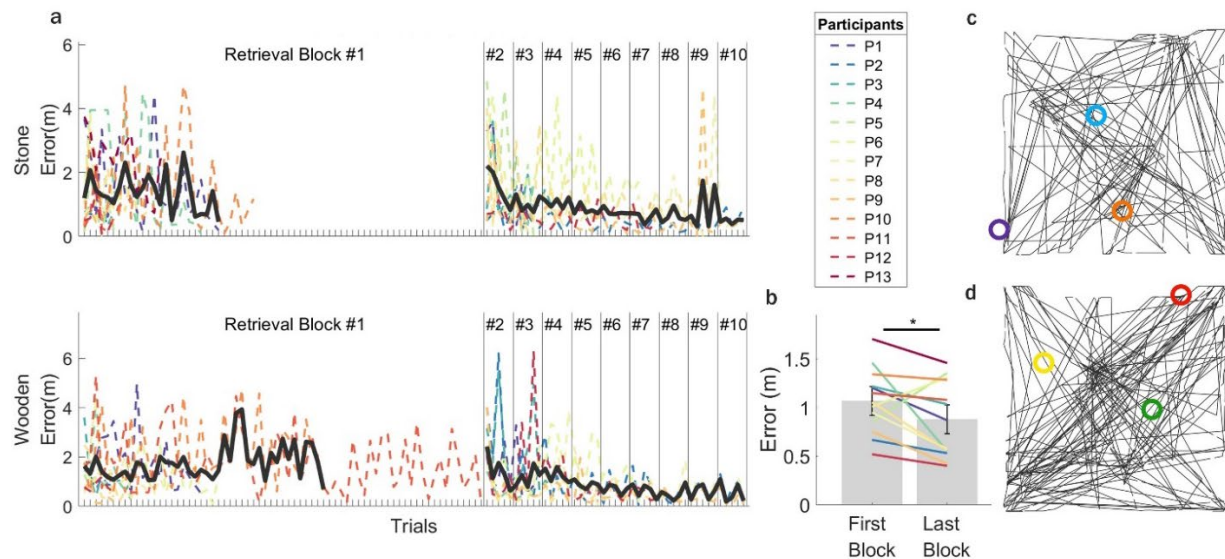 a
6
4
2
0
Stone
Error(m)
Retrieval Block #1
#2 #3 #4 #5 #6 #7 #8 #9 #10
Participants
P1
P2
P3
P4
P5
P6
P7
P8
P9
P10
P11
P12
P13
c
6
4
2
0
Wooden
Error(m)
Retrieval Block #1
#2 #3 #4 #5 #6 #7 #8 #9 #10
Trials
b
*
1.5
1
0.5
0
Error (m)
First
Block
Last
Block
d